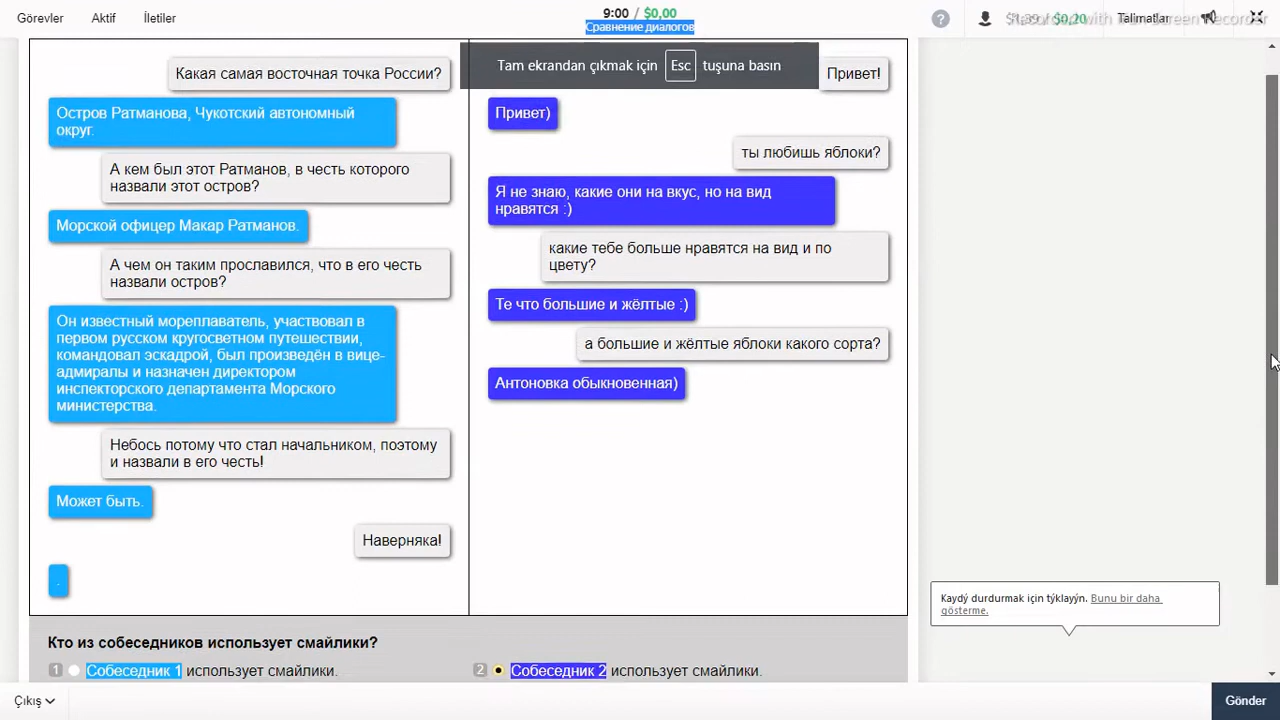 Görevler
Aktif
İletiler
9:00 / $0,00
Сравнение диалогов
Talimatlar
Tam ekrandan çıkmak için Esc tuşuna basın
Какая самая восточная точка России?
Остров Ратманова, Чукотский автономный
округ.
А кем был этот Ратманов, в честь которого
назвали этот остров?
Морской офицер Макар Ратманов.
А чем он таким прославился, что в его честь
назвали остров?
Он известный мореплаватель, участвовал в
первом русском кругосветном путешествии,
командовал эскадрой, был произведён в вице-
адмиралы и назначен директором
инспекторского департамента Морского
министерства.
Небось потому что стал начальником, поэтому
и назвали в его честь!
Может быть.
Наверняка!
.
Привет!
Привет)
ты любишь яблоки?
Я не знаю, какие они на вкус, но на вид
нравятся :)
какие тебе больше нравятся на вид и по
цвету?
Те что большие и жёлтые :)
а большие и жёлтые яблоки какого сорта?
Антоновка обыкновенная)
Kaydý durdurmak için týklayýn. Bunu bir daha
gösterme.
Кто из собеседников использует смайлики?
1 Собеседник 1 использует смайлики.
2 Собеседник 2 использует смайлики.
Çıkış
Gönder